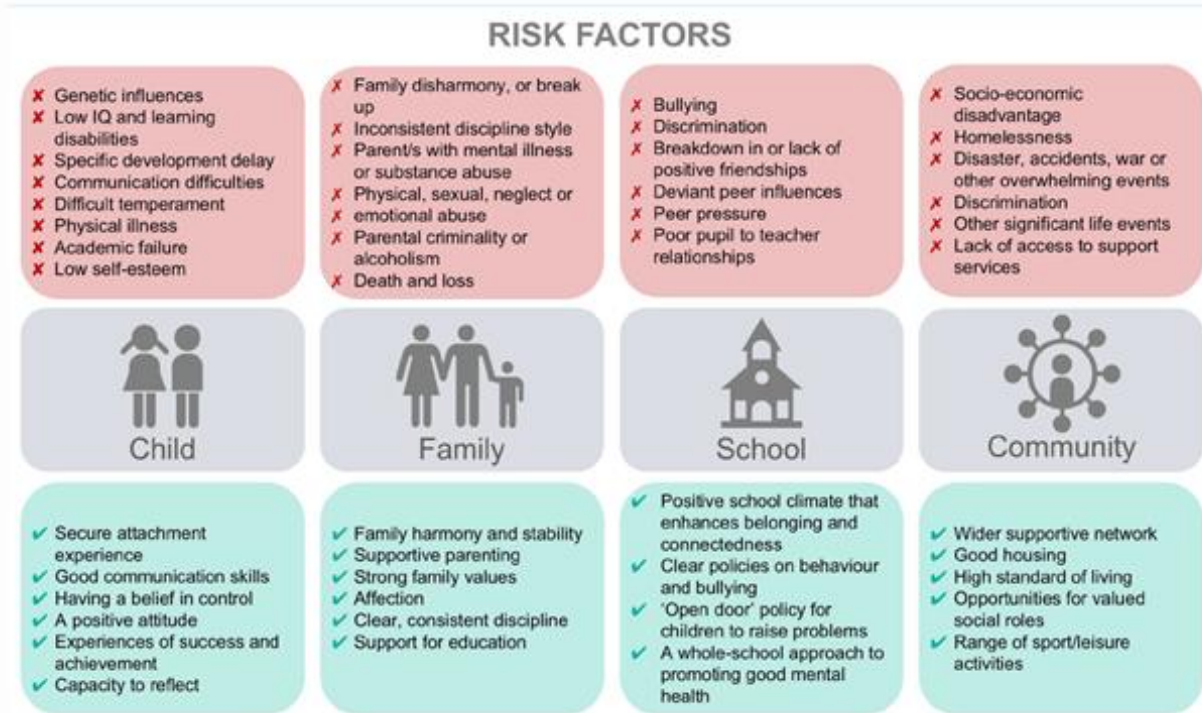 RISK FACTORS
✗ Genetic influences
✗ Low IQ and learning
disabilities
✗ Specific development delay
✗ Communication difficulties
✗ Difficult temperament
✗ Physical illness
✗ Academic failure
✗ Low self-esteem
✗ Family disharmony, or break
up
✗ Inconsistent discipline style
✗ Parent/s with mental illness
or substance abuse
✗ Physical, sexual, neglect or
✗ emotional abuse
✗ Parental criminality or
alcoholism
✗ Death and loss
✗ Bullying
✗ Discrimination
✗ Breakdown in or lack of
positive friendships
✗ Deviant peer influences
✗ Peer pressure
✗ Poor pupil to teacher
relationships
✗ Socio-economic
disadvantage
✗ Homelessness
✗ Disaster, accidents, war or
other overwhelming events
✗ Discrimination
✗ Other significant life events
✗ Lack of access to support
services
Child
Family
School
Community
✔ Secure attachment
experience
✔ Good communication skills
✔ Having a belief in control
✔ A positive attitude
✔ Experiences of success and
achievement
✔ Capacity to reflect
✔ Family harmony and stability
✔ Supportive parenting
✔ Strong family values
✔ Affection
✔ Clear, consistent discipline
✔ Support for education
✔ Positive school climate that
enhances belonging and
connectedness
✔ Clear policies on behaviour
and bullying
✔ 'Open door' policy for
children to raise problems
✔ A whole-school approach to
promoting good mental
health
✔ Wider supportive network
✔ Good housing
✔ High standard of living
✔ Opportunities for valued
social roles
✔ Range of sport/leisure
activities